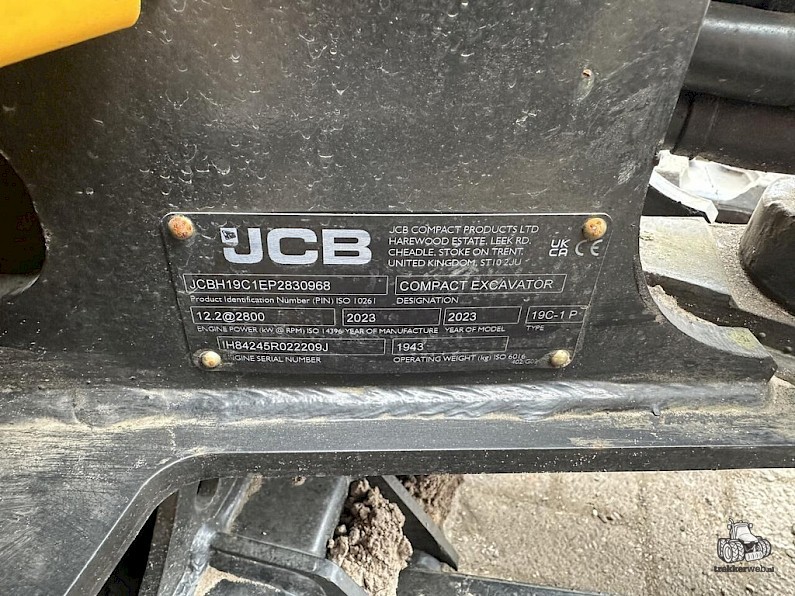 JCB
JCB COMPACT PRODUCTS LTD
HAREWOOD ESTATE, LEEK RD.
CHEADLE, STOKE ON TRENT.
UNITED KINGDOM, ST10 2JU
UK
CA CE
JCBH19C1EP2830968 COMPACT EXCAVATOR
Product Identification Number (PIN) ISO 10261 DESIGNATION
12.2@2800 2023 2023 19C-1 P
ENGINE POWER (kW @ RPM) ISO 14396 YEAR OF MANUFACTURE YEAR OF MODEL TYPE
IH84245R022209J 1943
ENGINE SERIAL NUMBER OPERATING WEIGHT (kg) ISO 6016
trekkerweb.nl